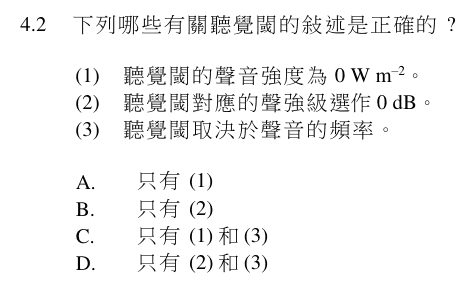 4.2 下列哪些有關聽覺閾的敍述是正確的 ?
(1) 聽覺閾的聲音強度為 0 W m⁻²。
(2) 聽覺閾對應的聲強級選作 0 dB。
(3) 聽覺閾取決於聲音的頻率。
A. 只有 (1)
B. 只有 (2)
C. 只有 (1) 和 (3)
D. 只有 (2) 和 (3)